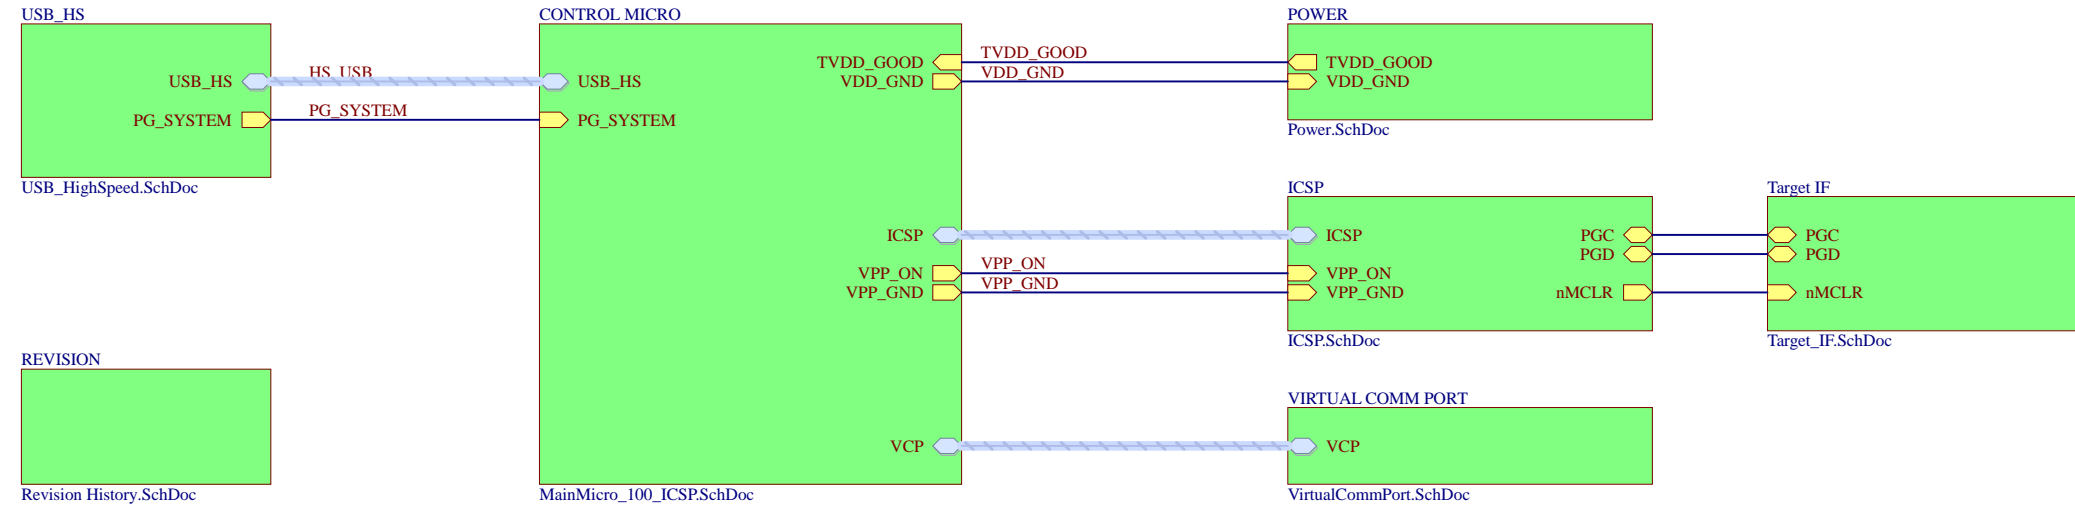 USB_HS
CONTROL MICRO
POWER
TVDD_GOOD
TVDD_GOOD
TVDD_GOOD
USB_HS
HS_USB
USB_HS
VDD_GND
VDD_GND
VDD_GND
PG_SYSTEM
PG_SYSTEM
PG_SYSTEM
Power.SchDoc
USB_HighSpeed.SchDoc
ICSP
Target IF
ICSP
ICSP
PGC
PGC
PGD
PGD
VPP_ON
VPP_ON
VPP_ON
VPP_GND
VPP_GND
VPP_GND
nMCLR
nMCLR
ICSP.SchDoc
Target_IF.SchDoc
REVISION
VIRTUAL COMM PORT
VCP
VCP
Revision History.SchDoc
MainMicro_100_ICSP.SchDoc
VirtualCommPort.SchDoc